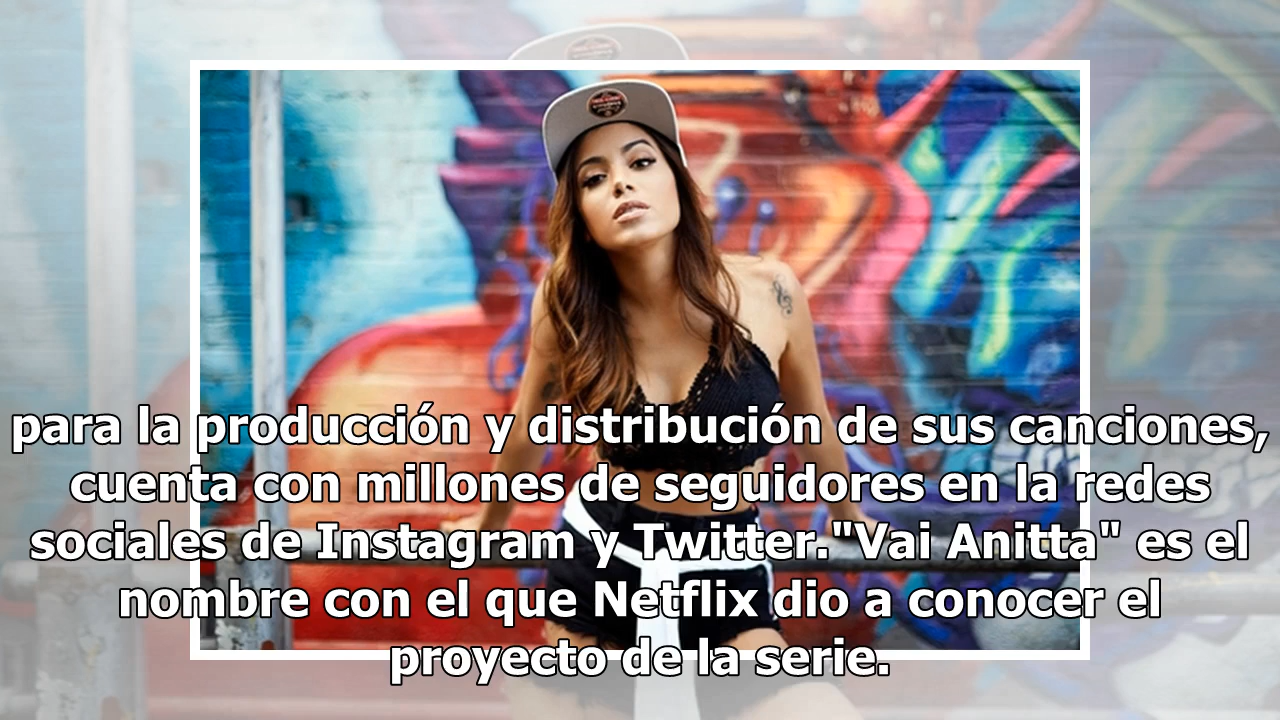 para la producción y distribución de sus canciones,
cuenta con millones de seguidores en la redes
sociales de Instagram y Twitter."Vai Anitta" es el
nombre con el que Netflix dio a conocer el
proyecto de la serie.